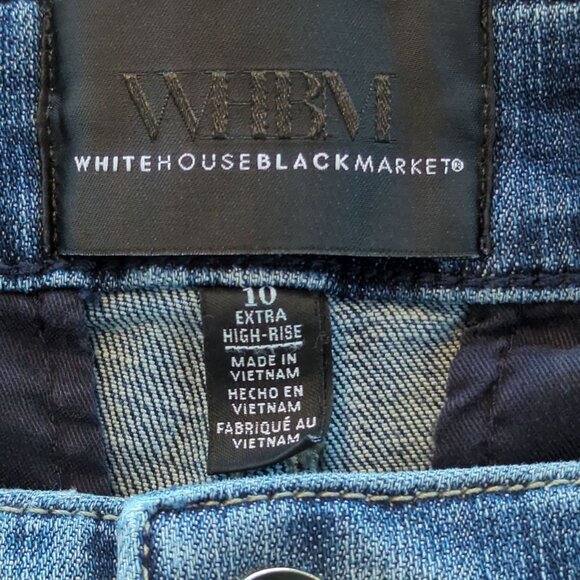 WHBM
WHITEHOUSEBLACKMARKET®
10
EXTRA
HIGH-RISE
MADE IN
VIETNAM
HECHO EN
VIETNAM
FABRIQUÉ AU
VIETNAM